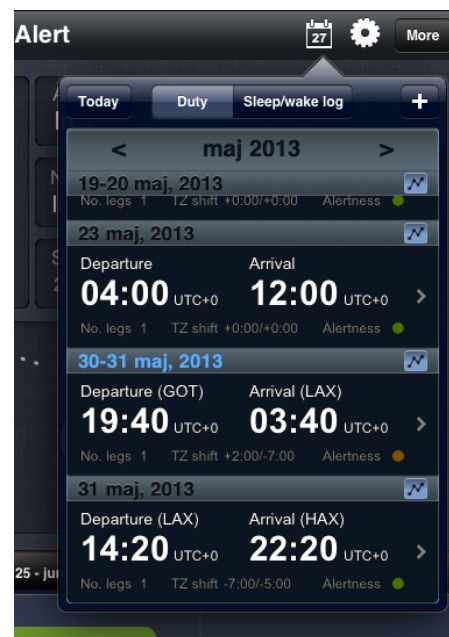 Alert
27
More
Today
Duty
Sleep/wake log
+
< maj 2013 >
19-20 maj, 2013
No. legs 1 TZ shift +0:00/+0:00 Alertness
23 maj, 2013
Departure Arrival
04:00 UTC+0 12:00 UTC+0 >
No. legs 1 TZ shift +0:00/+0:00 Alertness
30-31 maj, 2013
Departure (GOT) Arrival (LAX)
19:40 UTC+0 03:40 UTC+0 >
No. legs 1 TZ shift +2:00/-7:00 Alertness
31 maj, 2013
Departure (LAX) Arrival (HAX)
14:20 UTC+0 22:20 UTC+0 >
No. legs 1 TZ shift -7:00/-5:00 Alertness
25 - jun